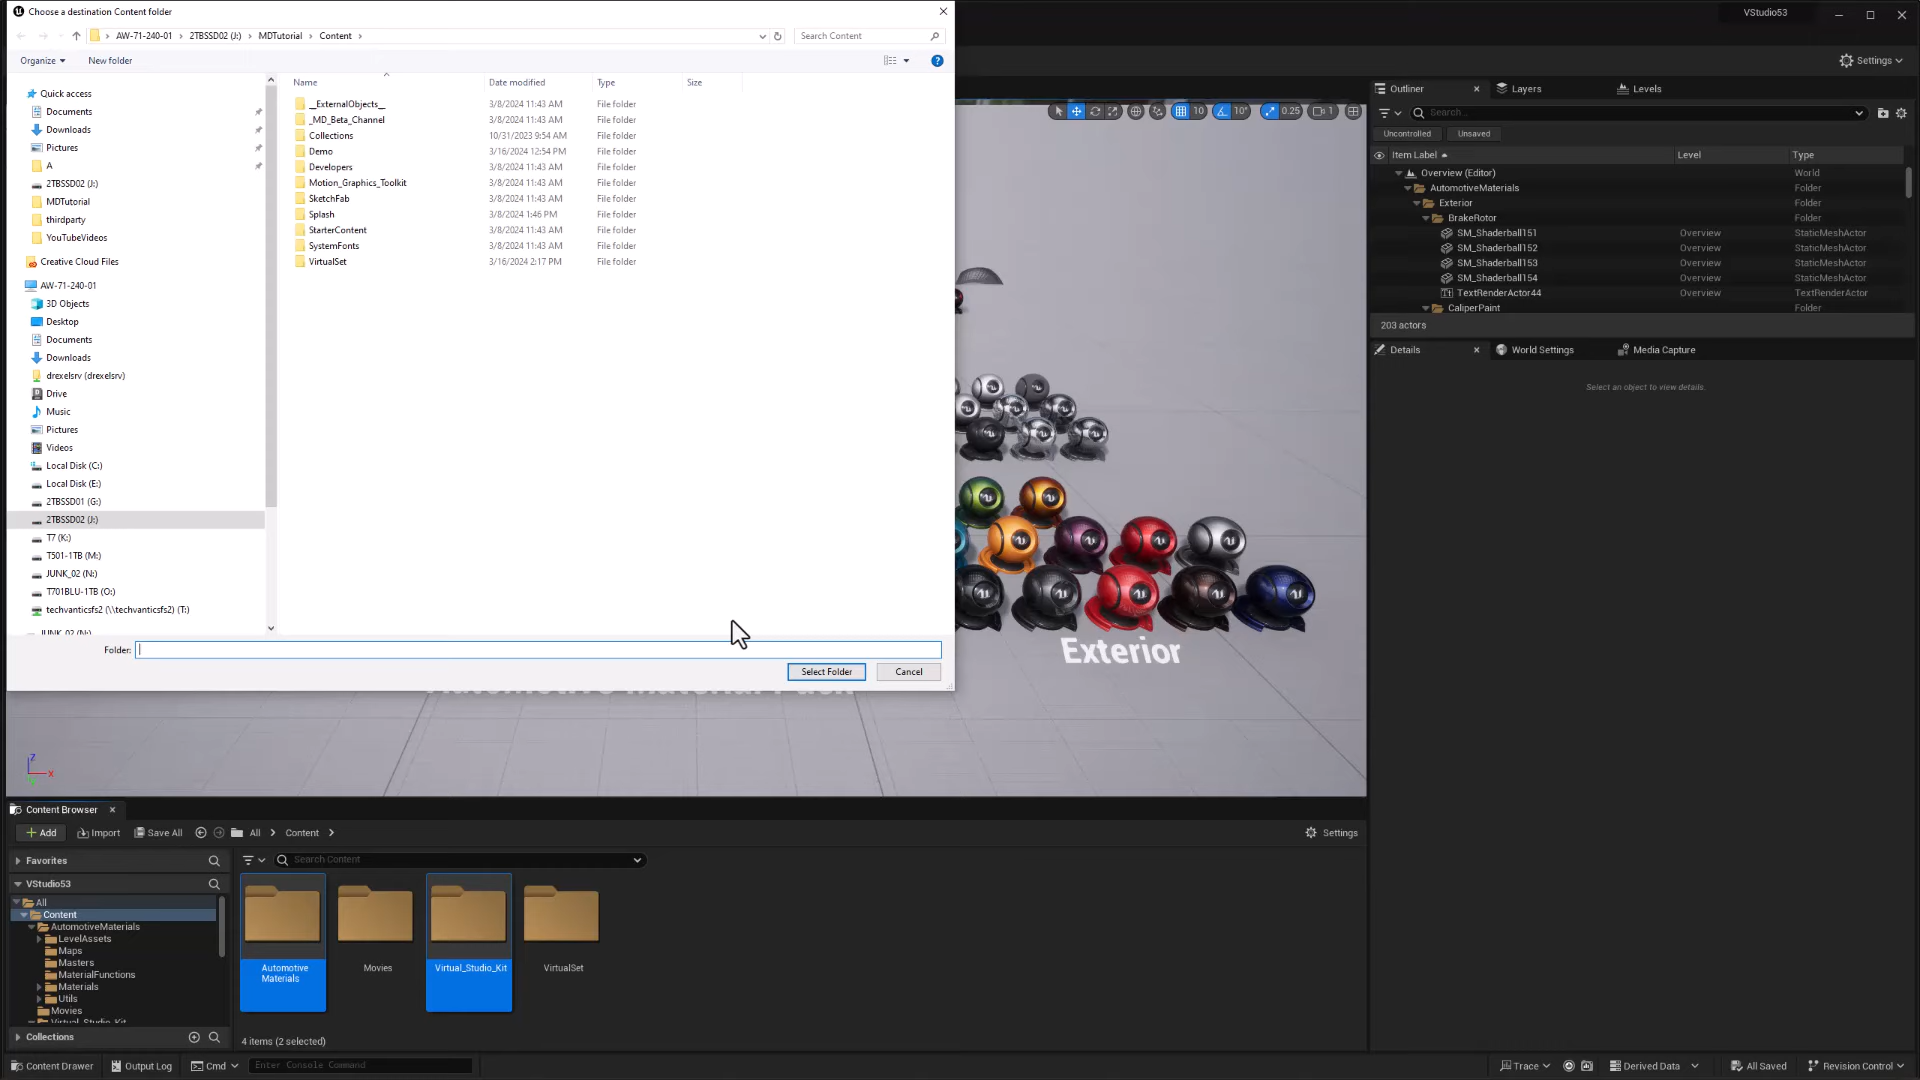 Choose a destination Content folder
VStudio53
AW-71-240-01 > 2TBSSD02 (J:) > MDTutorial > Content >
Search Content
Organize
New folder
Settings
Name
Date modified
Type
Size
Quick access
Documents
Downloads
Pictures
A
2TBSSD02 (J:)
MDTutorial
thirdparty
YouTubeVideos
Creative Cloud Files
AW-71-240-01
3D Objects
Desktop
Documents
Downloads
drexelsrv (drexelsrv)
Drive
Music
Pictures
Videos
Local Disk (C:)
Local Disk (E:)
2TBSSD01 (G:)
2TBSSD02 (J:)
T7 (K:)
T501-1TB (M:)
JUNK_02 (N:)
T701BLU-1TB (O:)
techvanticsfs2 (\\techvanticsfs2) (T:)
JUNK_02 (N:)
__ExternalObjects__ 3/8/2024 11:43 AM File folder
_MD_Beta_Channel 3/8/2024 11:43 AM File folder
Collections 10/31/2023 9:54 AM File folder
Demo 3/16/2024 12:54 PM File folder
Developers 3/8/2024 11:43 AM File folder
Motion_Graphics_Toolkit 3/8/2024 11:43 AM File folder
SketchFab 3/8/2024 11:43 AM File folder
Splash 3/8/2024 1:46 PM File folder
StarterContent 3/8/2024 11:43 AM File folder
SystemFonts 3/8/2024 11:43 AM File folder
VirtualSet 3/16/2024 2:17 PM File folder
Folder:
Select Folder
Cancel
10
10°
0.25
1
Exterior
Automotive Material Pack
Z
X
Outliner
Layers
Levels
Search...
Uncontrolled
Unsaved
Item Label
Level
Type
Overview (Editor) World
AutomotiveMaterials Folder
Exterior Folder
BrakeRotor Folder
SM_Shaderball151 Overview StaticMeshActor
SM_Shaderball152 Overview StaticMeshActor
SM_Shaderball153 Overview StaticMeshActor
SM_Shaderball154 Overview StaticMeshActor
TextRenderActor44 Overview TextRenderActor
CaliperPaint Folder
203 actors
Details
World Settings
Media Capture
Select an object to view details.
Content Browser
Add
Import
Save All
All > Content >
Settings
Favorites
Search Content
VStudio53
All
Content
AutomotiveMaterials
LevelAssets
Maps
Masters
MaterialFunctions
Materials
Utils
Movies
Virtual_Studio_Kit
Collections
Automotive
Materials
Movies
Virtual_Studio_Kit
VirtualSet
4 items (2 selected)
Content Drawer
Output Log
Cmd
Enter Console Command
Trace
Derived Data
All Saved
Revision Control